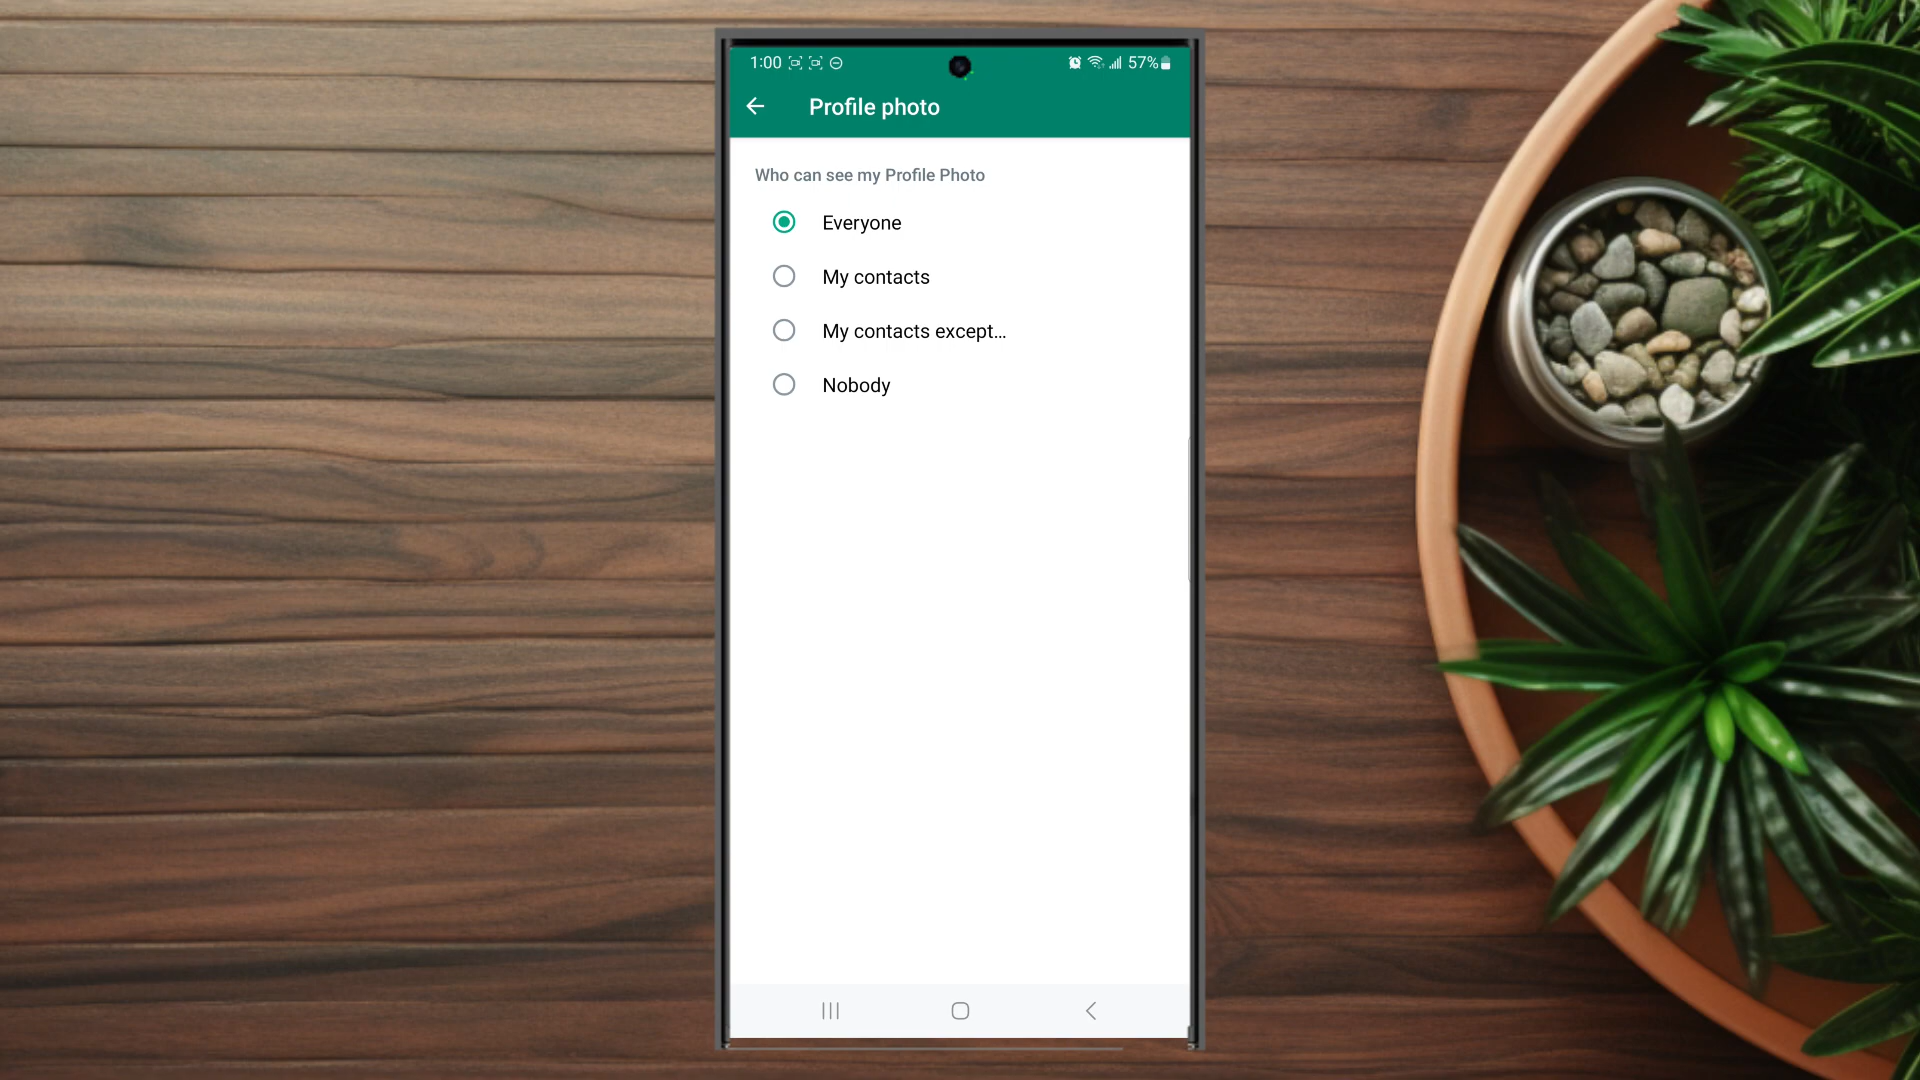 1:00 57%
Profile photo
Who can see my Profile Photo
Everyone
My contacts
My contacts except...
Nobody